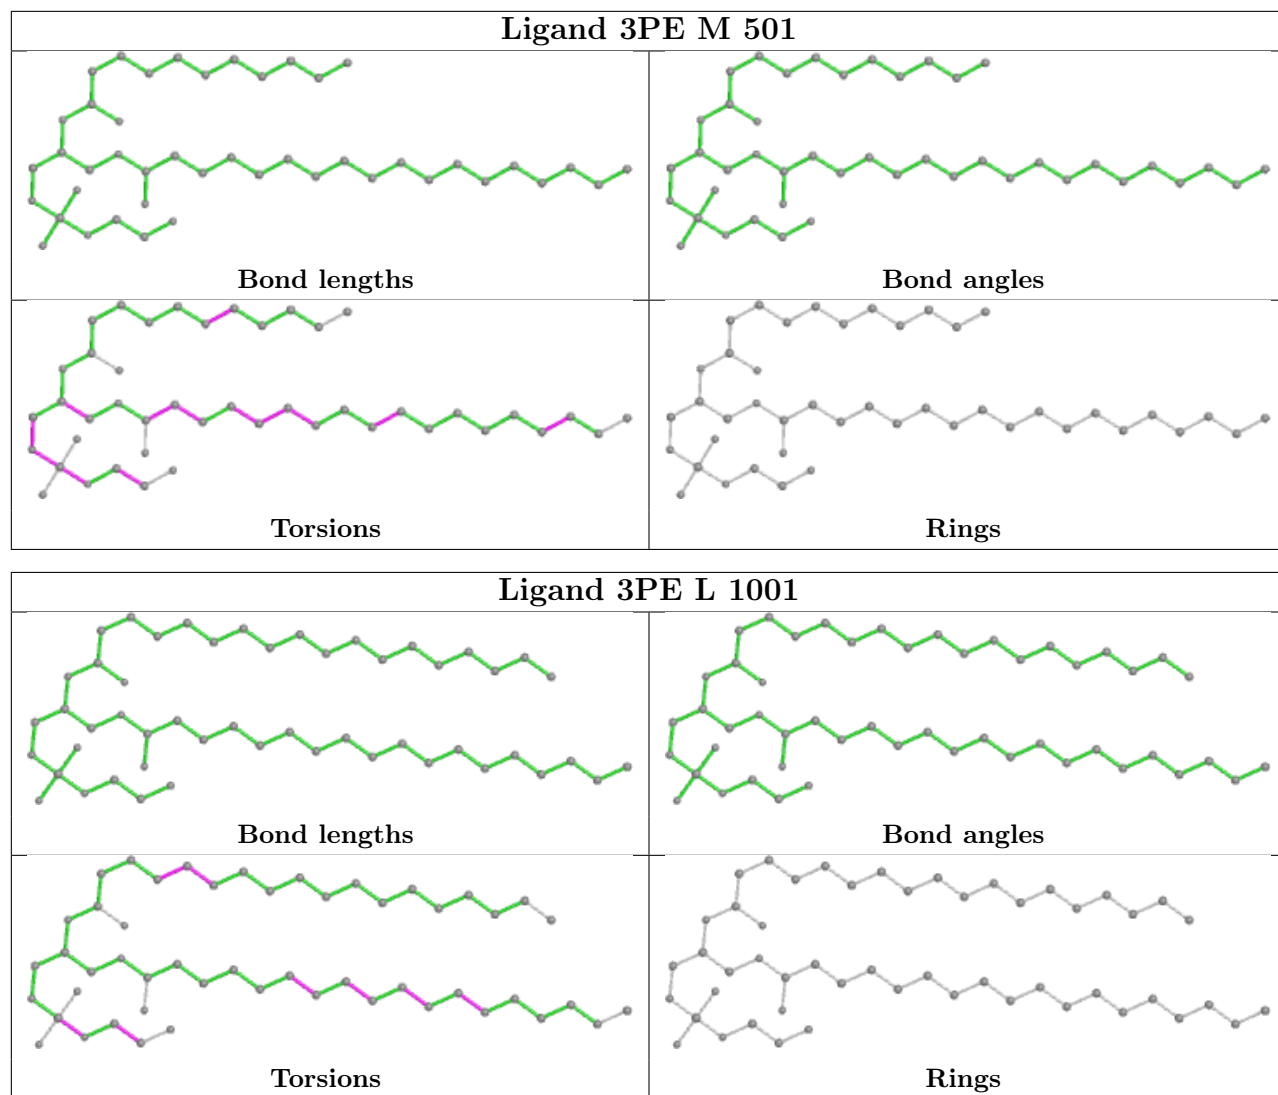 Ligand 3PE M 501
Bond lengths
Bond angles
Torsions
Rings
Ligand 3PE L 1001
Bond lengths
Bond angles
Torsions
Rings